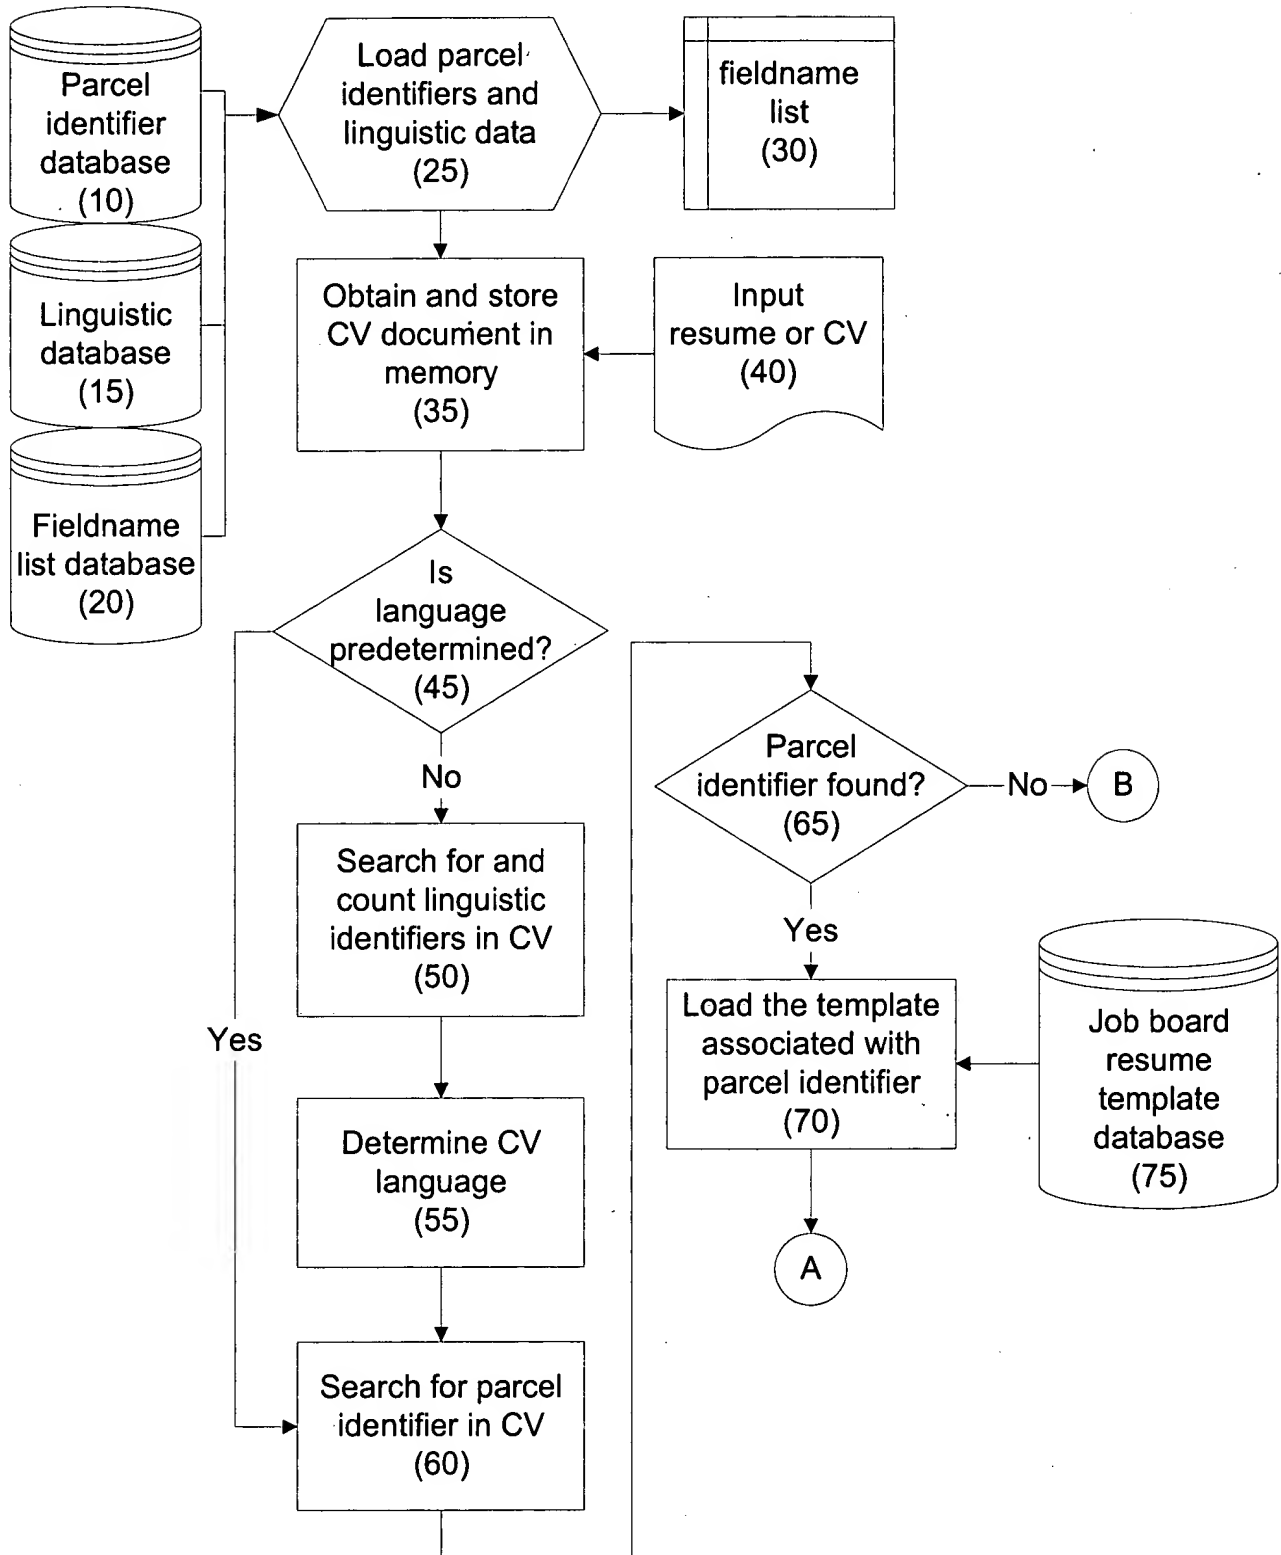 Parcel
identifier
database
(10)
Load parcel
identifiers and
linguistic data
(25)
fieldname
list
(30)
Linguistic
database
(15)
Obtain and store
CV document in
memory
(35)
Input
resume or CV
(40)
Fieldname
list database
(20)
Is
language
predetermined?
(45)
No
Yes
Search for and
count linguistic
identifiers in CV
(50)
Determine CV
language
(55)
Search for parcel
identifier in CV
(60)
Parcel
identifier found?
(65)
No
B
Yes
Load the template
associated with
parcel identifier
(70)
Job board
resume
template
database
(75)
A